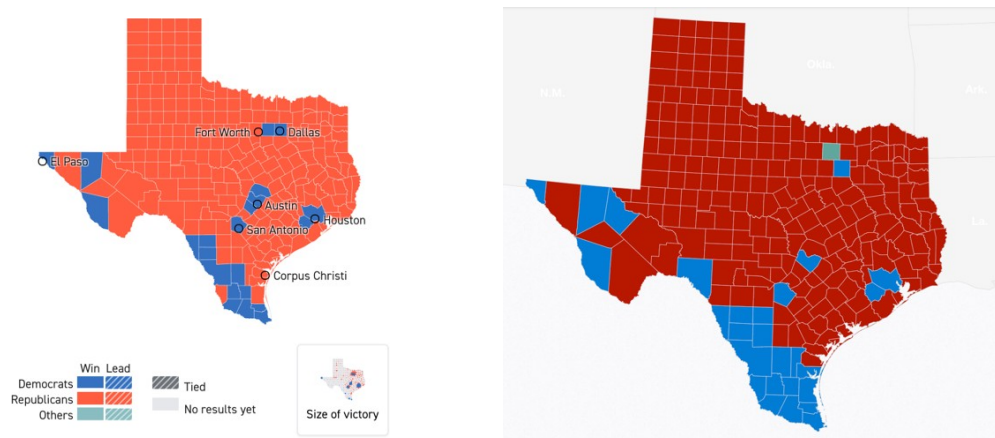 Fort Worth
Dallas
El Paso
Austin
Houston
San Antonio
Corpus Christi
Win Lead
Democrats
Republicans
Others
Tied
No results yet
Size of victory
Okla.
N.M.
Ark.
La.